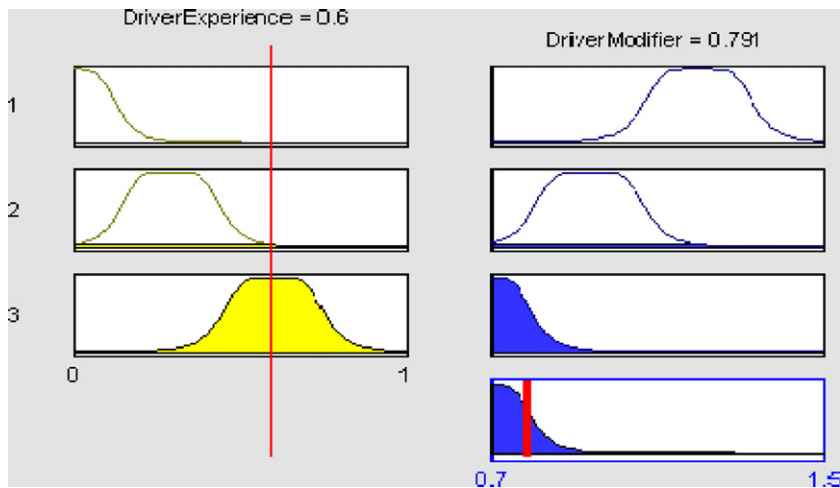 DriverExperience = 0.6
DriverModifier = 0.791
1
2
3
0 1
0.7 1.5